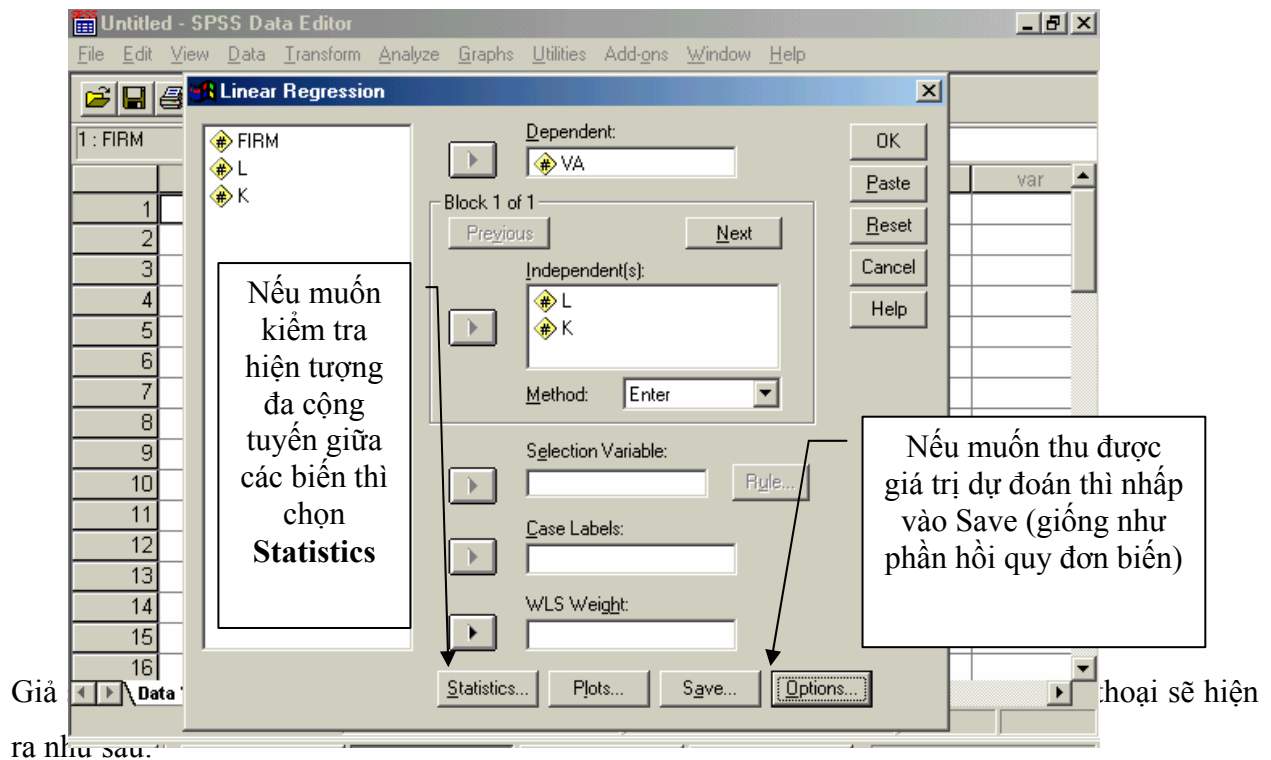 Untitled - SPSS Data Editor
File Edit View Data Transform Analyze Graphs Utilities Add-ons Window Help
Linear Regression
1 : FIRM
FIRM
L
K
Dependent:
VA
Block 1 of 1
Previous
Next
Independent(s):
L
K
Method: Enter
Selection Variable:
Rule...
Case Labels:
WLS Weight:
Statistics...
Plots...
Save...
Options...
OK
Paste
Reset
Cancel
Help
var
1
2
3
4
5
6
7
8
9
10
11
12
13
14
15
16
Nếu muốn
kiểm tra
hiện tượng
đa cộng
tuyến giữa
các biến thì
chọn
Statistics
Nếu muốn thu được
giá trị dự đoán thì nhấp
vào Save (giống như
phần hồi quy đơn biến)
Data
Giả thoại sẽ hiện
ra như sau: